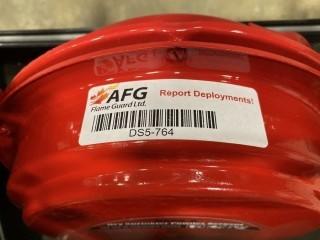 AFG
Flame Guard Ltd.
Report Deployments!
DS5-764